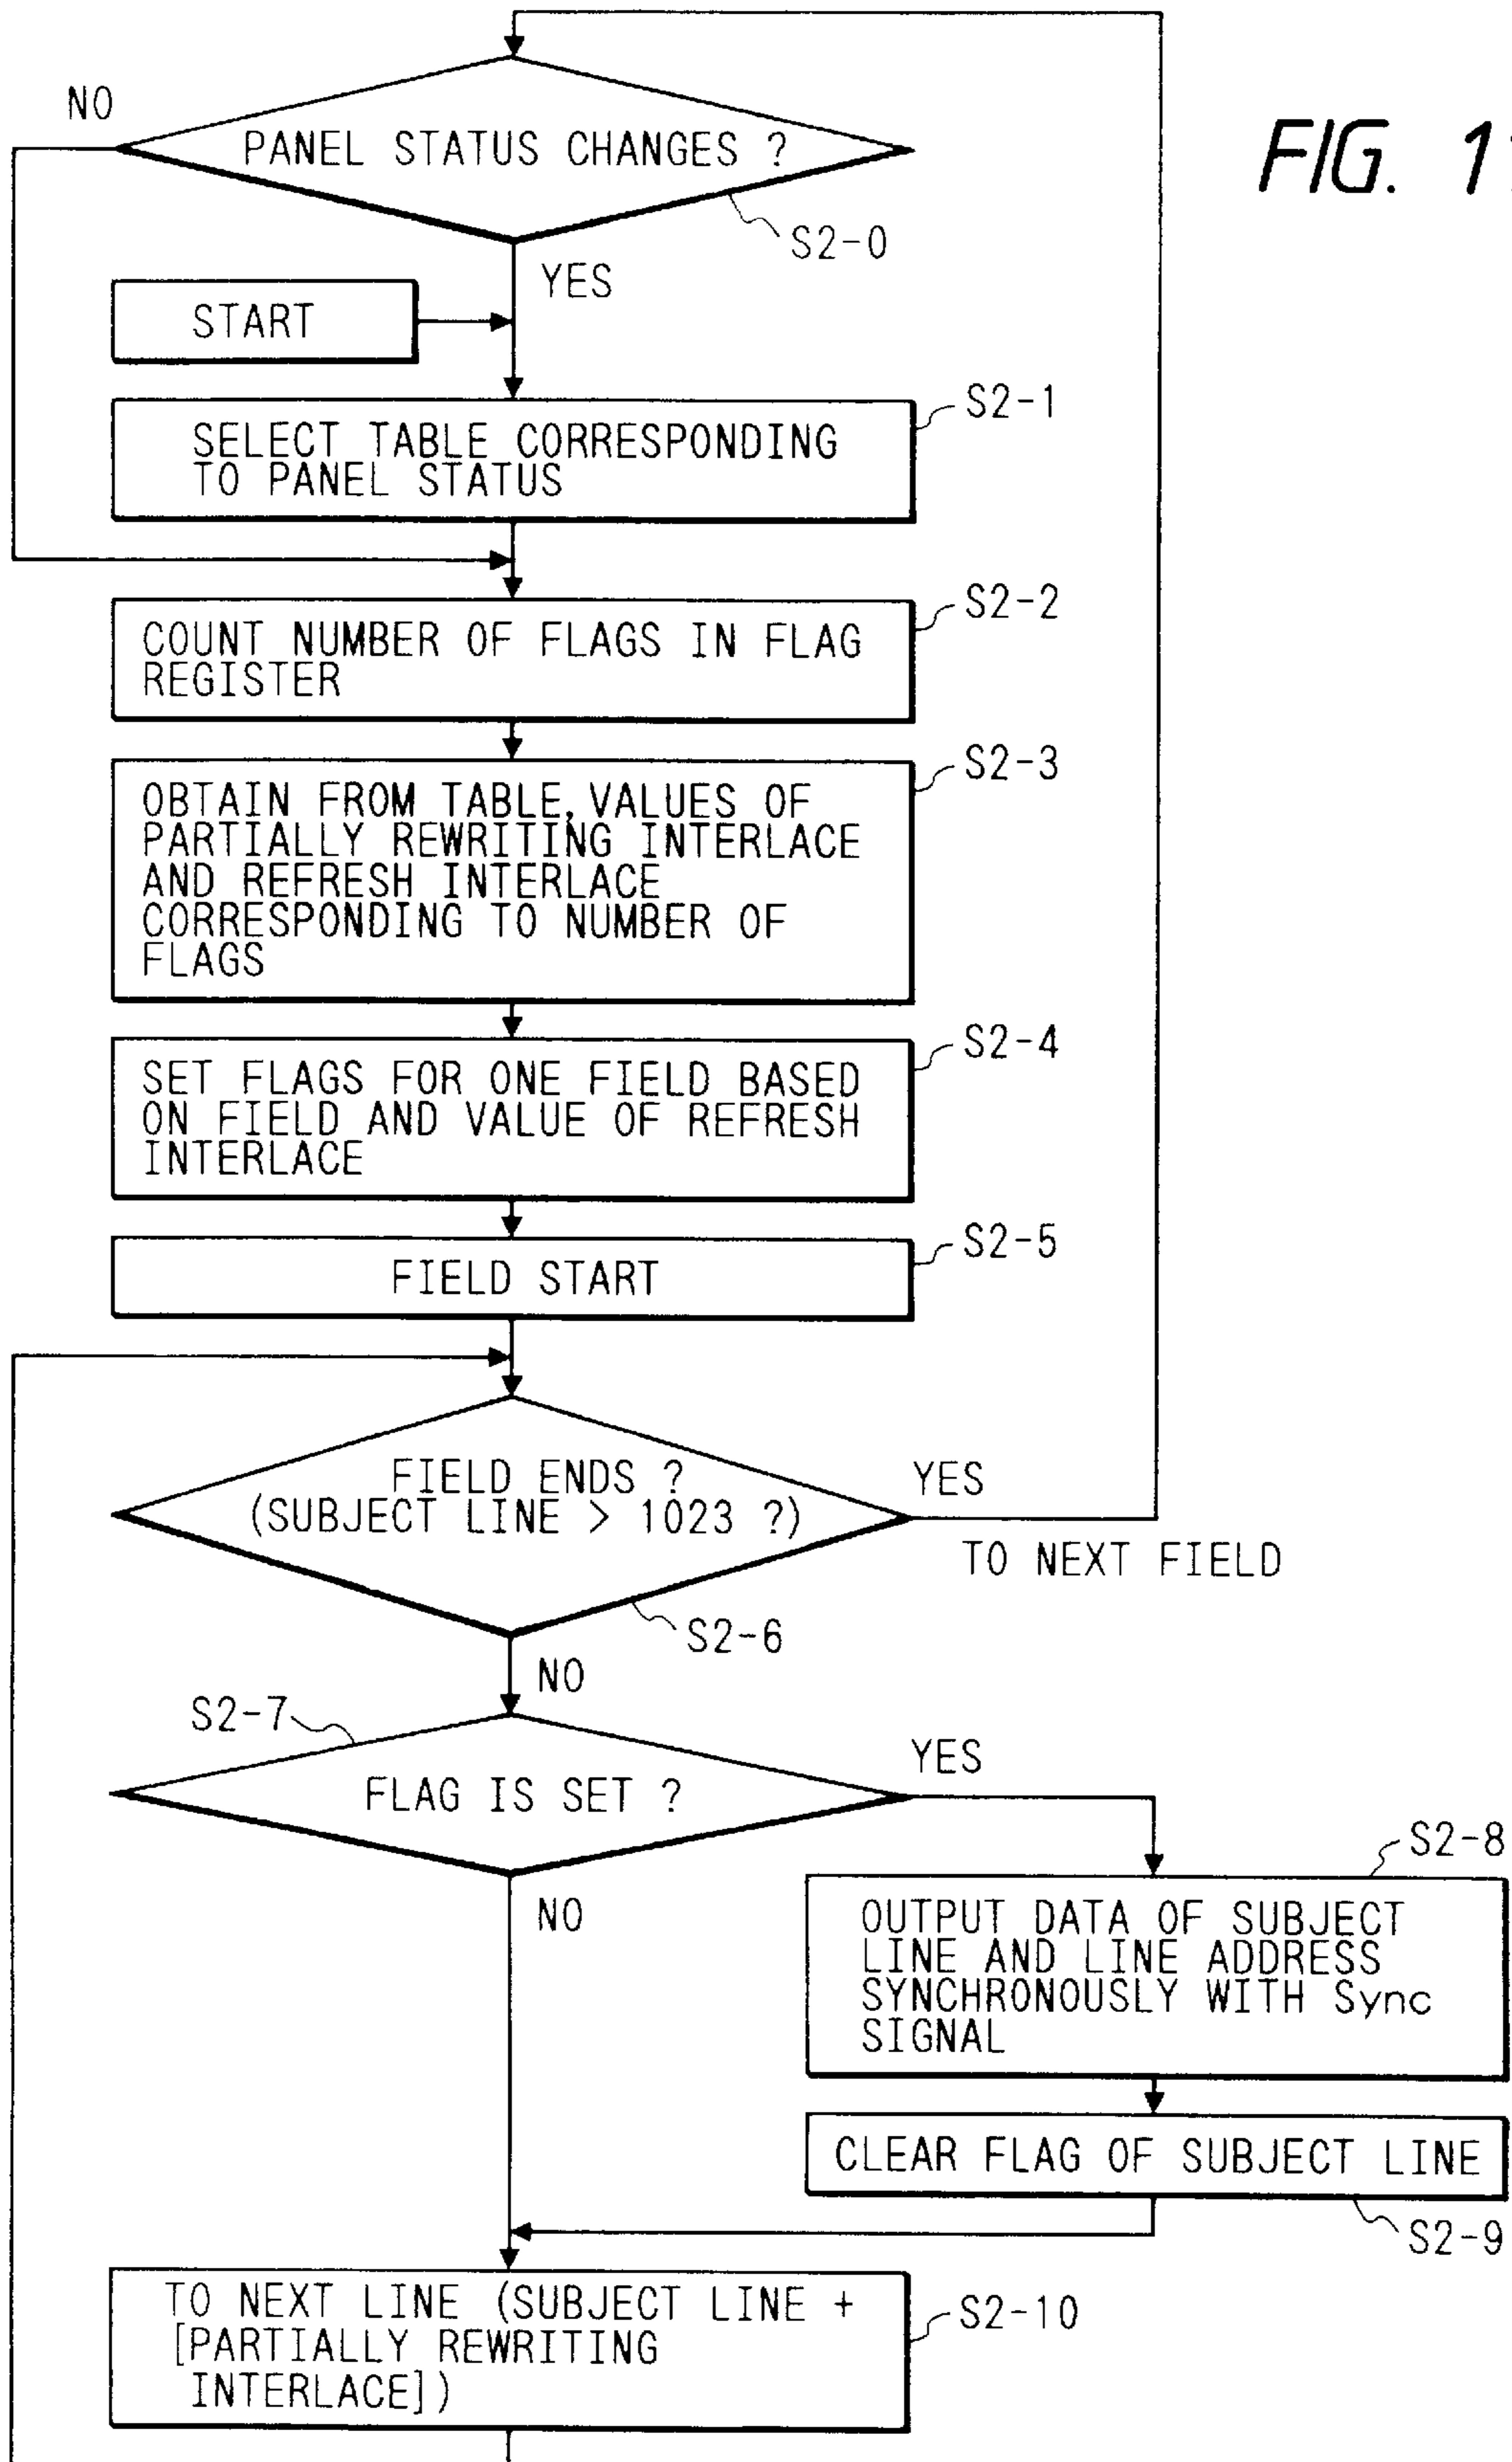 NO
PANEL STATUS CHANGES ?
FIG. 11
S2-0
YES
START
S2-1
SELECT TABLE CORRESPONDING
TO PANEL STATUS
S2-2
COUNT NUMBER OF FLAGS IN FLAG
REGISTER
S2-3
OBTAIN FROM TABLE, VALUES OF
PARTIALLY REWRITING INTERLACE
AND REFRESH INTERLACE
CORRESPONDING TO NUMBER OF
FLAGS
S2-4
SET FLAGS FOR ONE FIELD BASED
ON FIELD AND VALUE OF REFRESH
INTERLACE
S2-5
FIELD START
FIELD ENDS ?
(SUBJECT LINE > 1023 ?)
YES
TO NEXT FIELD
S2-6
NO
S2-7
FLAG IS SET ?
YES
S2-8
NO
OUTPUT DATA OF SUBJECT
LINE AND LINE ADDRESS
SYNCHRONOUSLY WITH Sync
SIGNAL
CLEAR FLAG OF SUBJECT LINE
S2-9
TO NEXT LINE (SUBJECT LINE +
[PARTIALLY REWRITING
INTERLACE])
S2-10